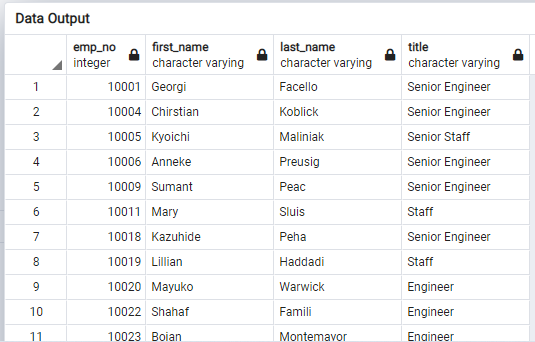 Data Output
emp_no first_name last_name title
integer character varying character varying character varying
1 10001 Georgi Facello Senior Engineer
2 10004 Chirstian Koblick Senior Engineer
3 10005 Kyoichi Maliniak Senior Staff
4 10006 Anneke Preusig Senior Engineer
5 10009 Sumant Peac Senior Engineer
6 10011 Mary Sluis Staff
7 10018 Kazuhide Peha Senior Engineer
8 10019 Lillian Haddadi Staff
9 10020 Mayuko Warwick Engineer
10 10022 Shahaf Famili Engineer
11 10023 Bojan Montemayor Engineer